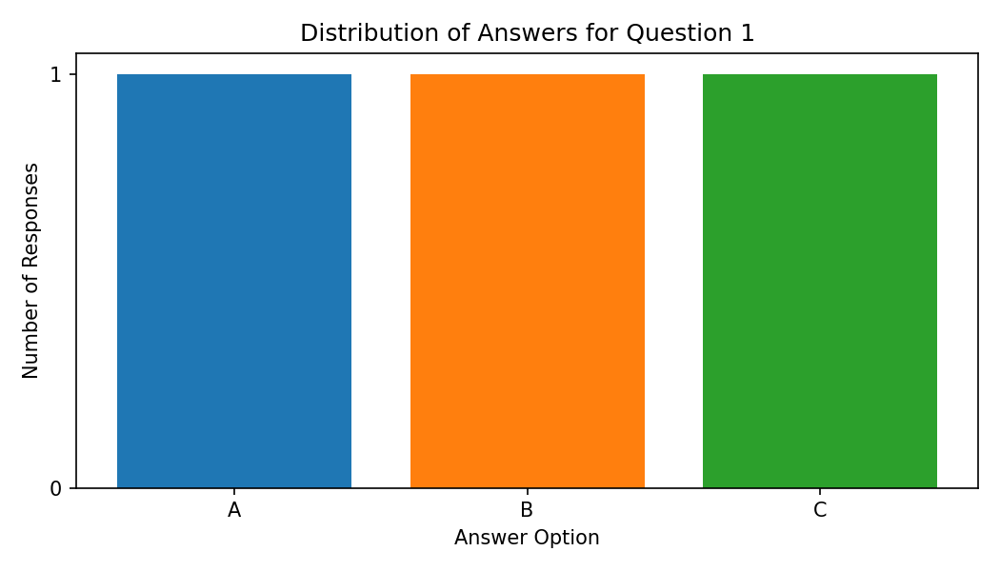 Distribution of Answers for Question 1
Number of Responses
1
0
A
B
C
Answer Option